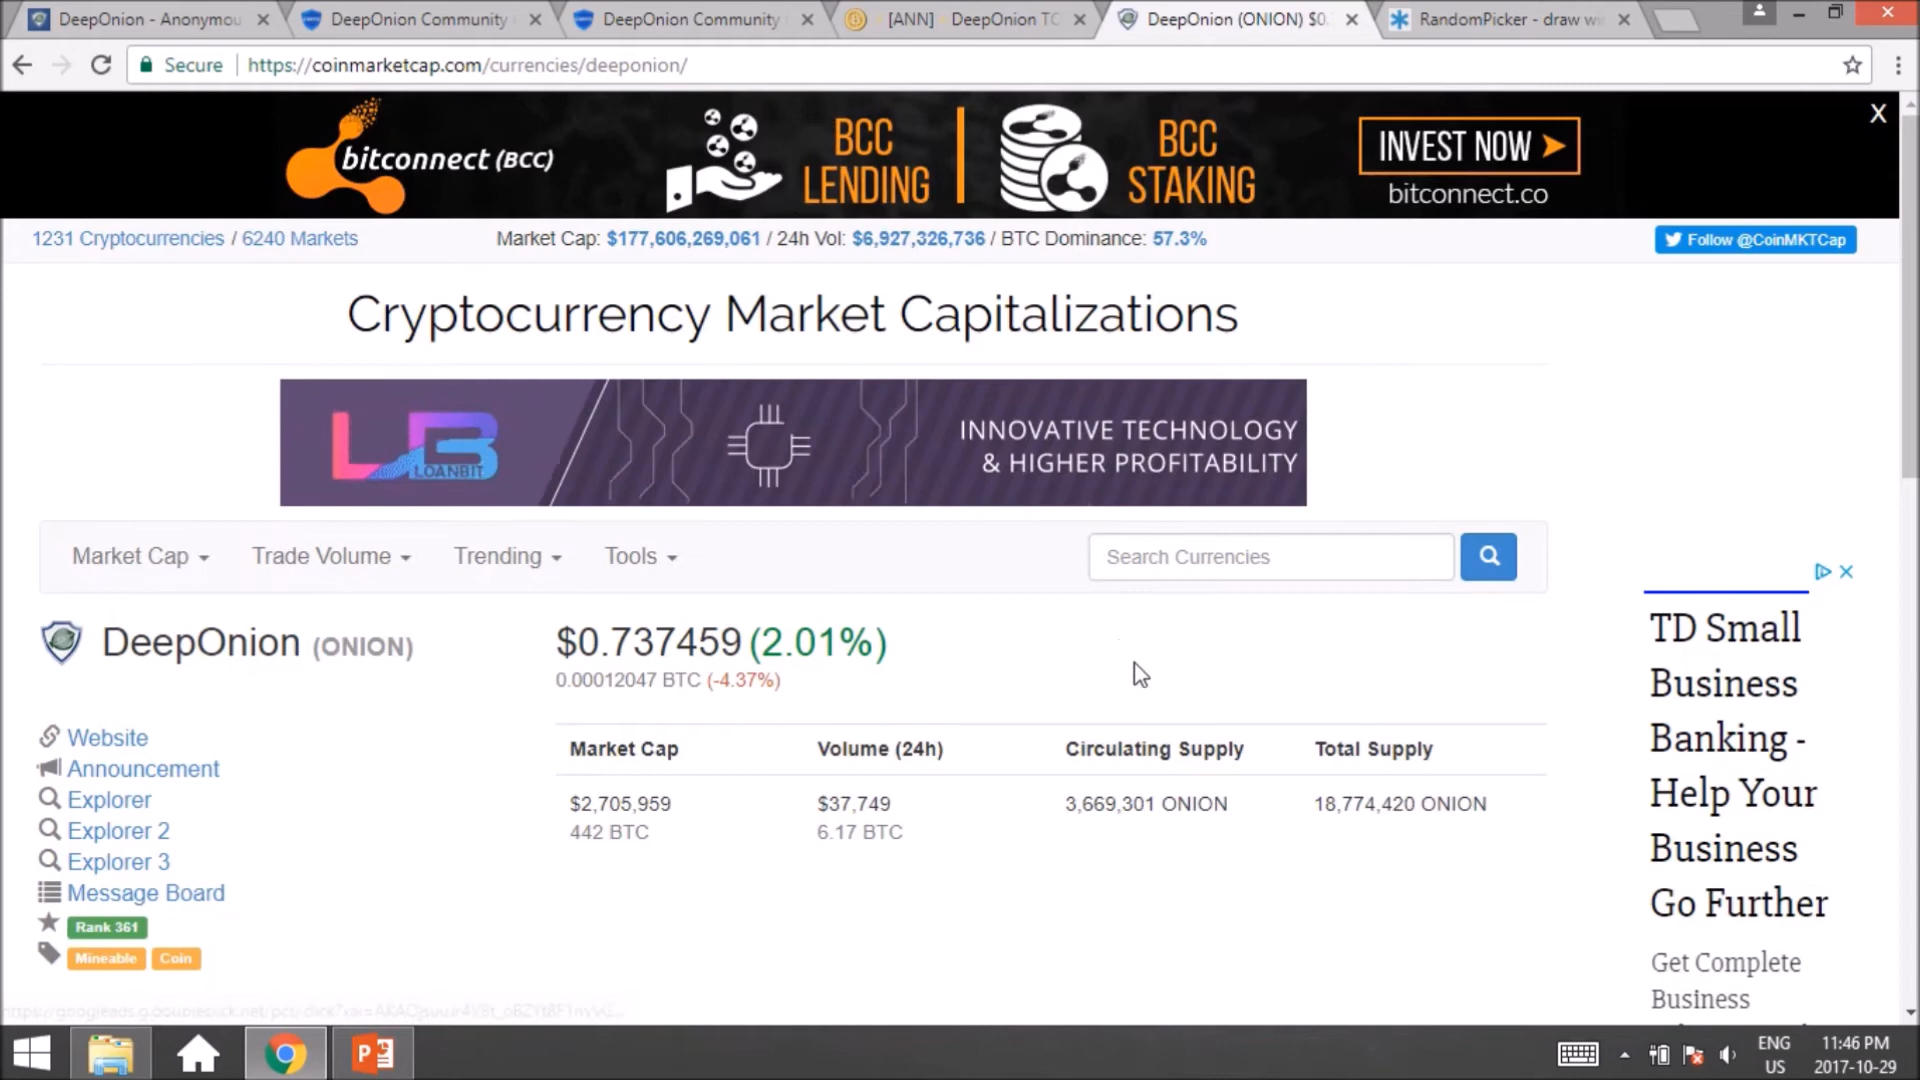 DeepOnion - Anonymou
DeepOnion Community
DeepOnion Community
[ANN] DeepOnion TO
DeepOnion (ONION) $0.
RandomPicker - draw wi
Secure
https://coinmarketcap.com/currencies/deeponion/
bitconnect (BCC)
BCC
LENDING
BCC
STAKING
INVEST NOW
bitconnect.co
X
1231 Cryptocurrencies / 6240 Markets
Market Cap: $177,606,269,061 / 24h Vol: $6,927,326,736 / BTC Dominance: 57.3%
Follow @CoinMKTCap
Cryptocurrency Market Capitalizations
LB
LOANBIT
INNOVATIVE TECHNOLOGY
& HIGHER PROFITABILITY
Market Cap
Trade Volume
Trending
Tools
Search Currencies
DeepOnion (ONION)
$0.737459 (2.01%)
0.00012047 BTC (-4.37%)
Website
Announcement
Explorer
Explorer 2
Explorer 3
Message Board
Rank 361
Mineable
Coin
Market Cap
Volume (24h)
Circulating Supply
Total Supply
$2,705,959
$37,749
3,669,301 ONION
18,774,420 ONION
442 BTC
6.17 BTC
TD Small
Business
Banking -
Help Your
Business
Go Further
Get Complete
Business
ENG
US
11:46 PM
2017-10-29